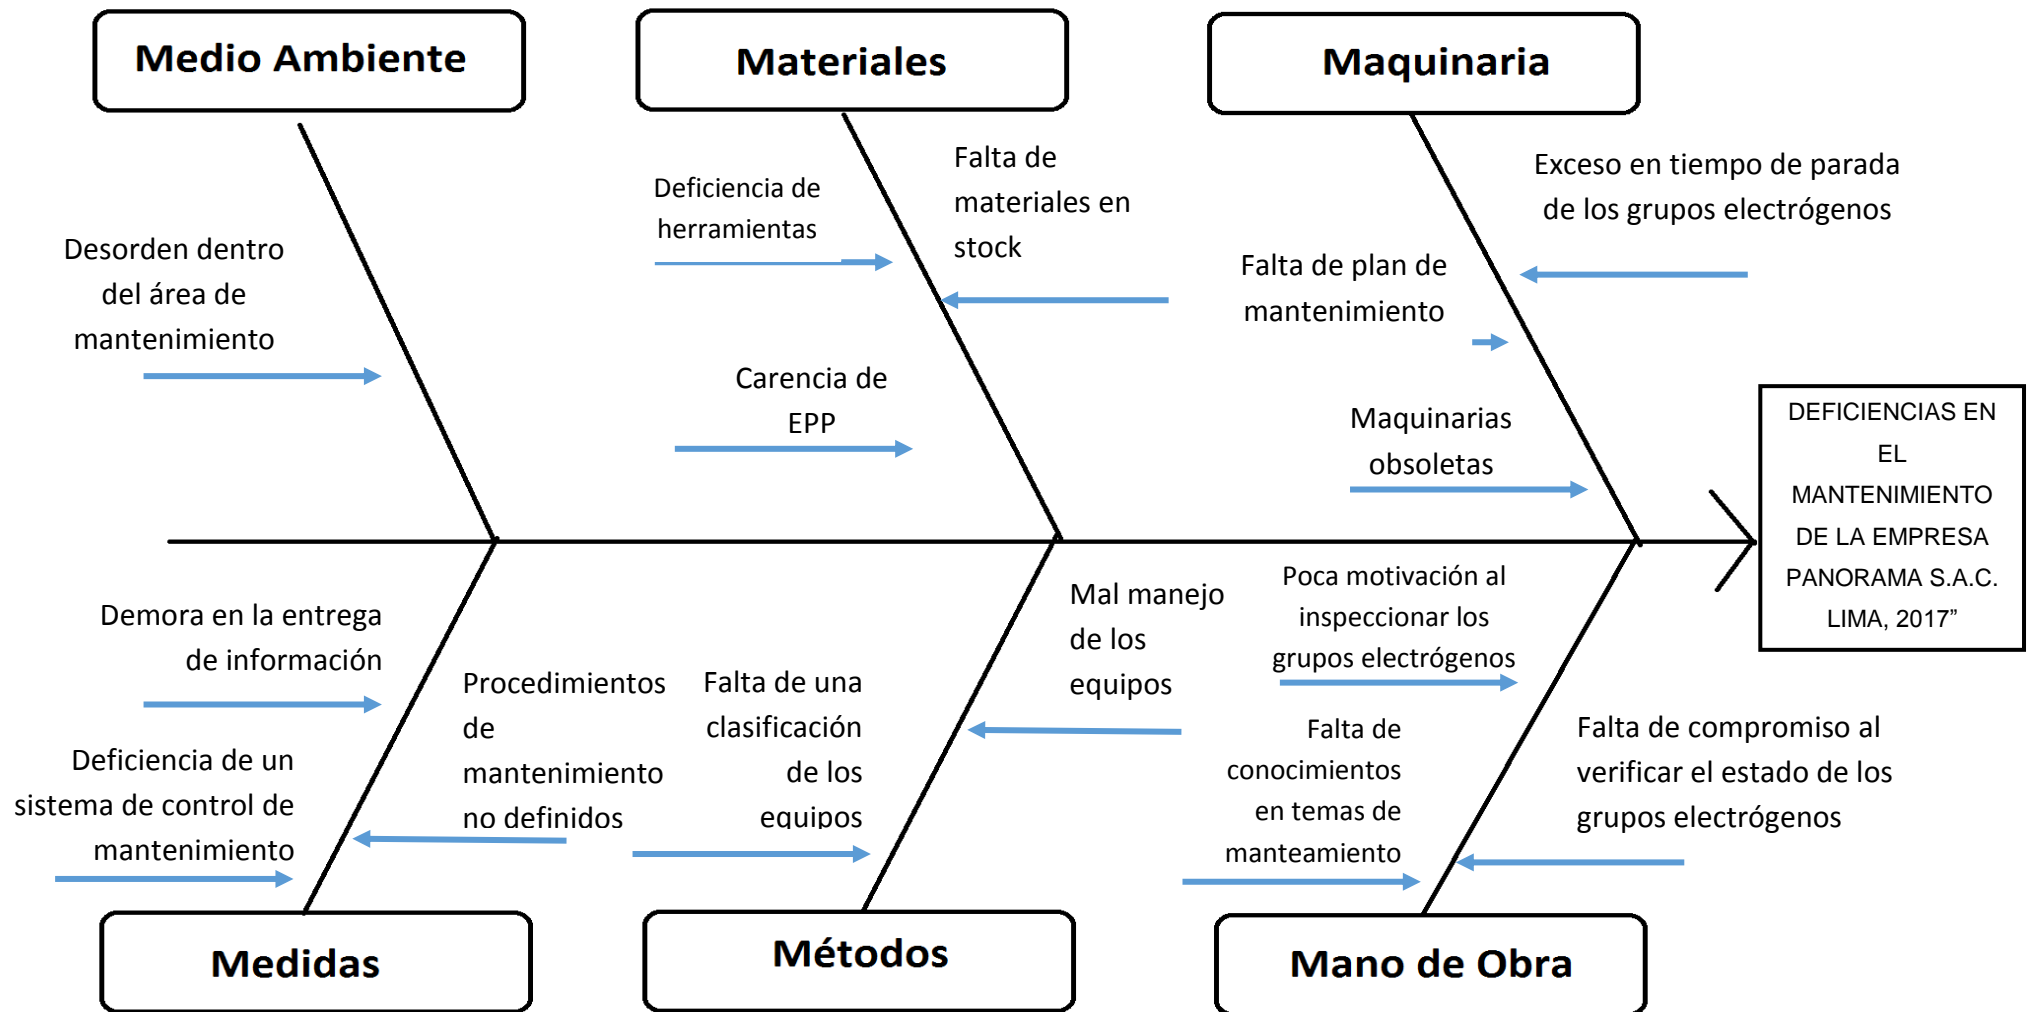 Medio Ambiente
Materiales
Maquinaria
Desorden dentro
del área de
mantenimiento
Deficiencia de
herramientas
Falta de
materiales en
stock
Carencia de
EPP
Exceso en tiempo de parada
de los grupos electrógenos
Falta de plan de
mantenimiento
Maquinarias
obsoletas
DEFICIENCIAS EN
EL
MANTENIMIENTO
DE LA EMPRESA
PANORAMA S.A.C.
LIMA, 2017”
Demora en la entrega
de información
Deficiencia de un
sistema de control de
mantenimiento
Procedimientos
de
mantenimiento
no definidos
Falta de una
clasificación
de los
equipos
Mal manejo
de los
equipos
Poca motivación al
inspeccionar los
grupos electrógenos
Falta de
conocimientos
en temas de
manteamiento
Falta de compromiso al
verificar el estado de los
grupos electrógenos
Medidas
Métodos
Mano de Obra